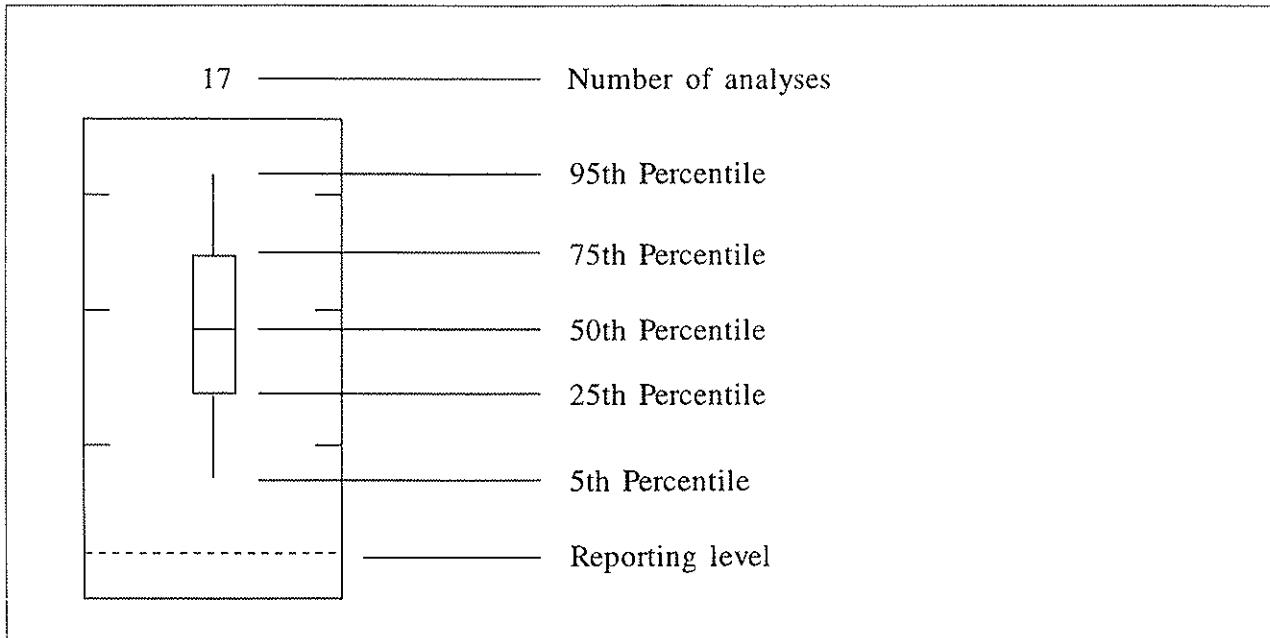 17 Number of analyses
95th Percentile
75th Percentile
50th Percentile
25th Percentile
5th Percentile
Reporting level